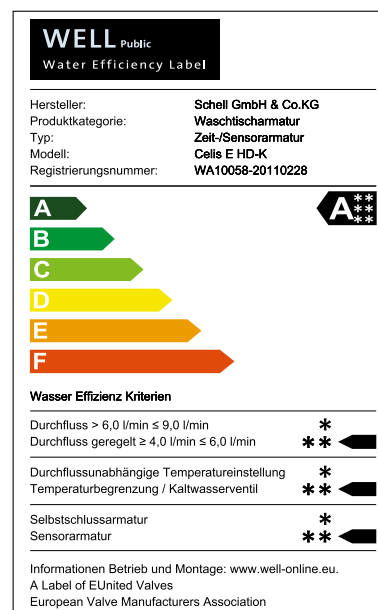 WELL Public
Water Efficiency Label
Hersteller: Schell GmbH & Co.KG
Produktkategorie: Waschtischarmatur
Typ: Zeit-/Sensorarmatur
Modell: Celis E HD-K
Registrierungsnummer: WA10058-20110228
A A ** ** **
B
C
D
E
F
Wasser Effizienz Kriterien
Durchfluss > 6,0 l/min ≤ 9,0 l/min *
Durchfluss geregelt ≥ 4,0 l/min ≤ 6,0 l/min **
Durchflussunabhängige Temperatureinstellung *
Temperaturbegrenzung / Kaltwasserventil **
Selbstschlussarmatur *
Sensorarmatur **
Informationen Betrieb und Montage: www.well-online.eu.
A Label of EUnited Valves
European Valve Manufacturers Association